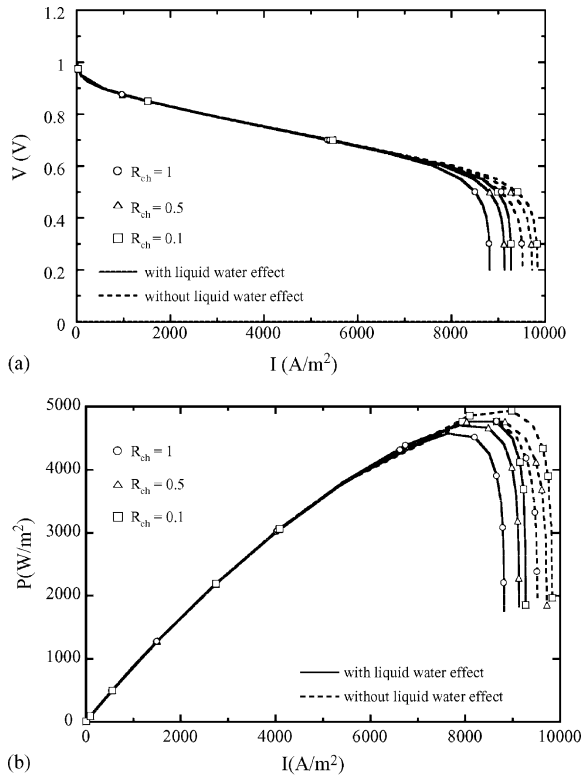 1.2
1
0.8
0.6
0.4
0.2
0
V (V)
R_ch = 1
R_ch = 0.5
R_ch = 0.1
with liquid water effect
without liquid water effect
0 2000 4000 6000 8000 10000
(a) I (A/m²)
5000
4000
3000
2000
1000
0
P(W/m²)
R_ch = 1
R_ch = 0.5
R_ch = 0.1
with liquid water effect
without liquid water effect
0 2000 4000 6000 8000 10000
(b) I(A/m²)